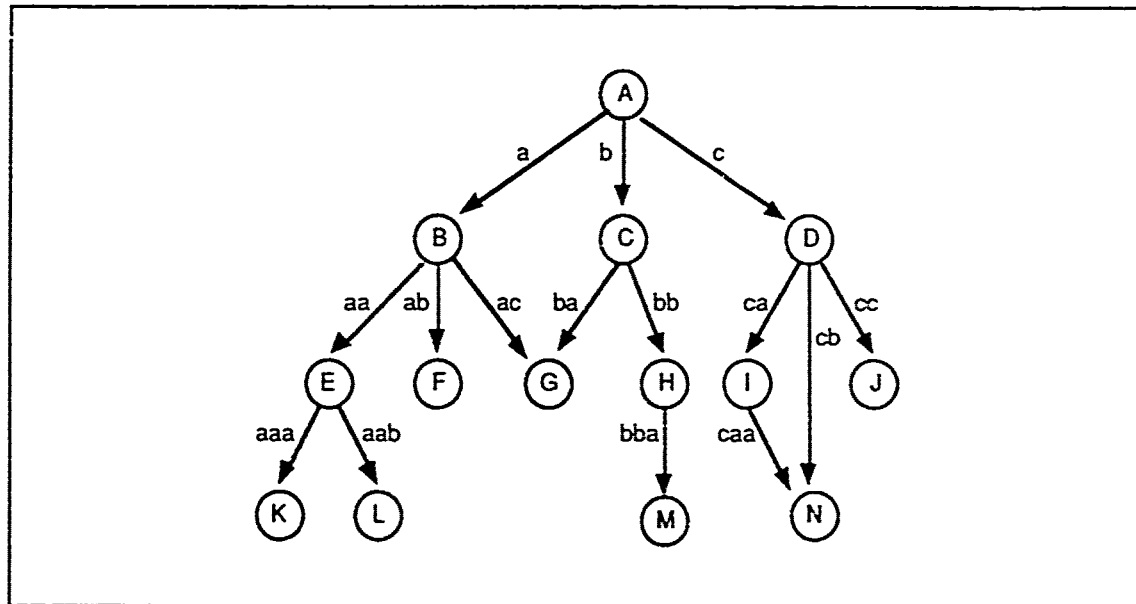 A
a b c
B C D
aa ab ac ba bb ca cb cc
E F G H I J
aaa aab bba caa
K L M N